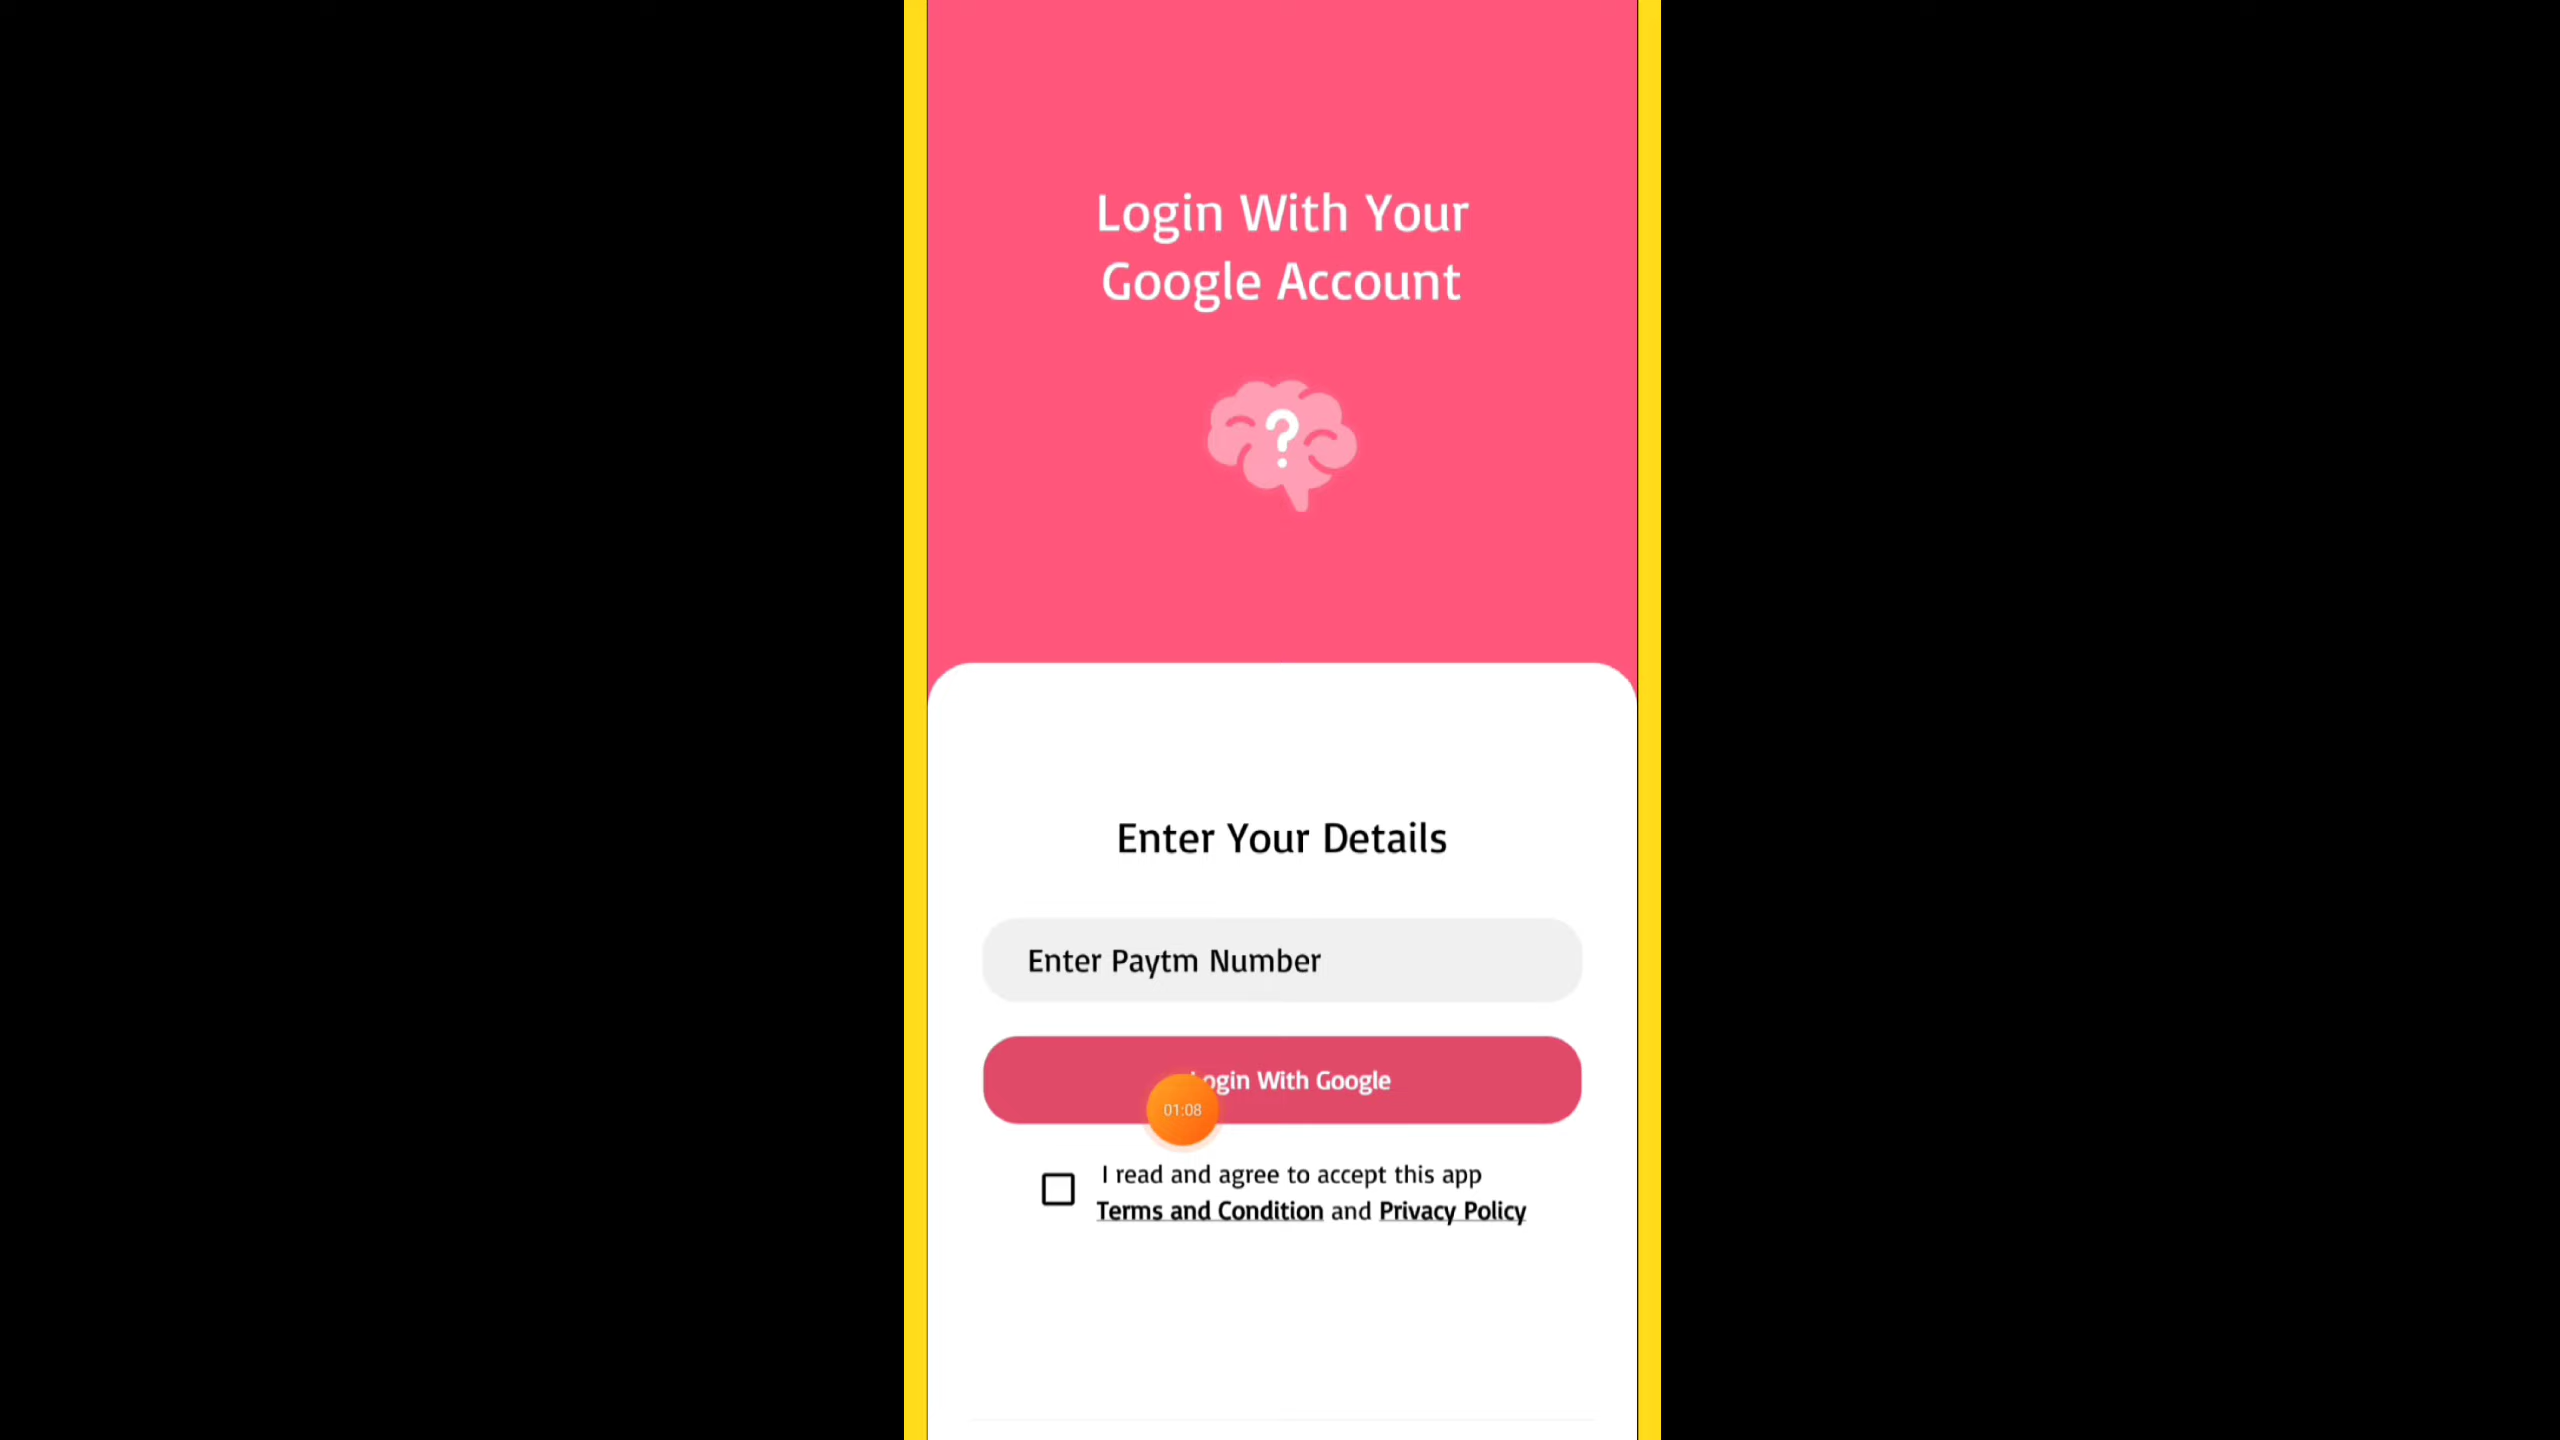 Login With Your
Google Account
?
Enter Your Details
Enter Paytm Number
Login With Google
01:08
I read and agree to accept this app
Terms and Condition and Privacy Policy